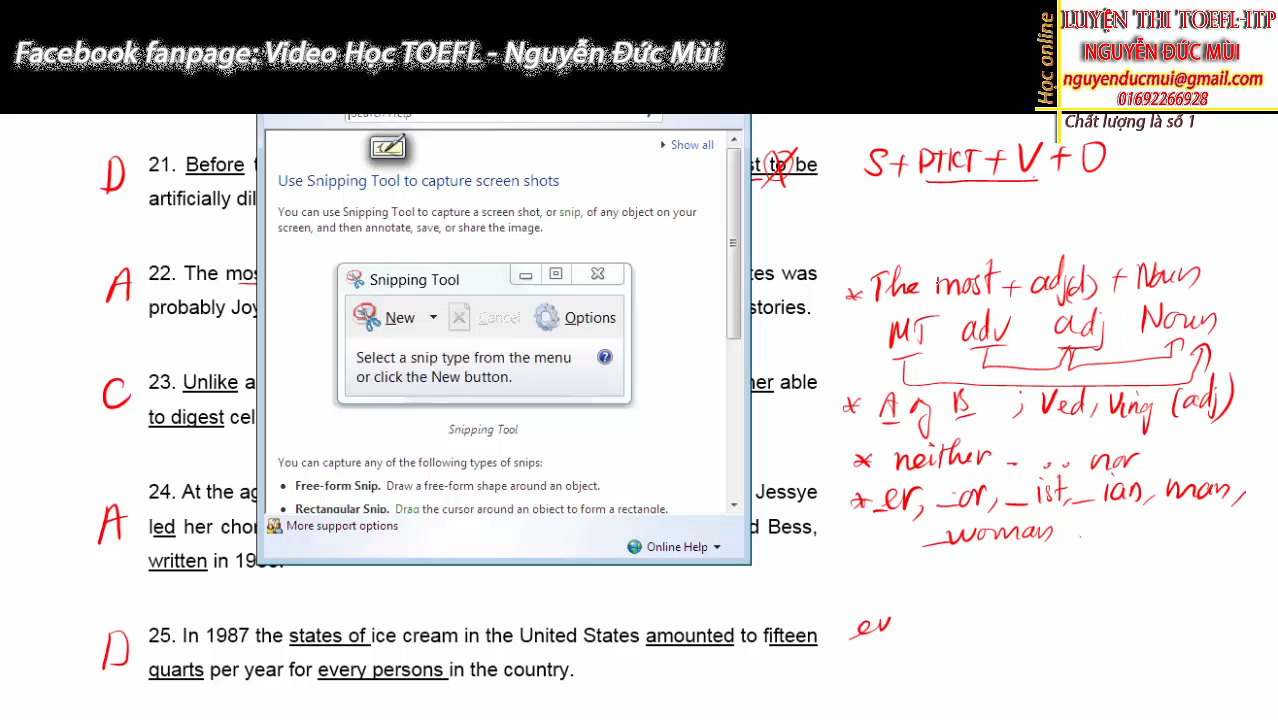 Facebook fanpage: Video Học TOEFL - Nguyễn Đức Mùi
Học online
LUYỆN THI TOEFL-ITP
NGUYỄN ĐỨC MÙI
nguyenducmui@gmail.com
01692266928
Chất lượng là số 1
Search Help
Show all
Use Snipping Tool to capture screen shots
You can use Snipping Tool to capture a screen shot, or snip, of any object on your
screen, and then annotate, save, or share the image.
Snipping Tool
New
Cancel
Options
Select a snip type from the menu
or click the New button.
Snipping Tool
You can capture any of the following types of snips:
• Free-form Snip. Draw a free-form shape around an object.
• Rectangular Snip. Drag the cursor around an object to form a rectangle.
More support options
Online Help
D 21. Before to be
artificially
A 22. The was
probably stories.
C 23. Unlike able
to digest
A 24. At the Jessye
led her Bess,
written in
D 25. In 1987 the states of ice cream in the United States amounted to fifteen
quarts per year for every persons in the country.
S + PTKT + V + O
* The most + adj(d) + Noun
MT adv adj Noun
* A of B ; Ved, Ving (adj)
* neither - .. .. nor
* _er, _or, _ist, _ian, man,
_woman
ev